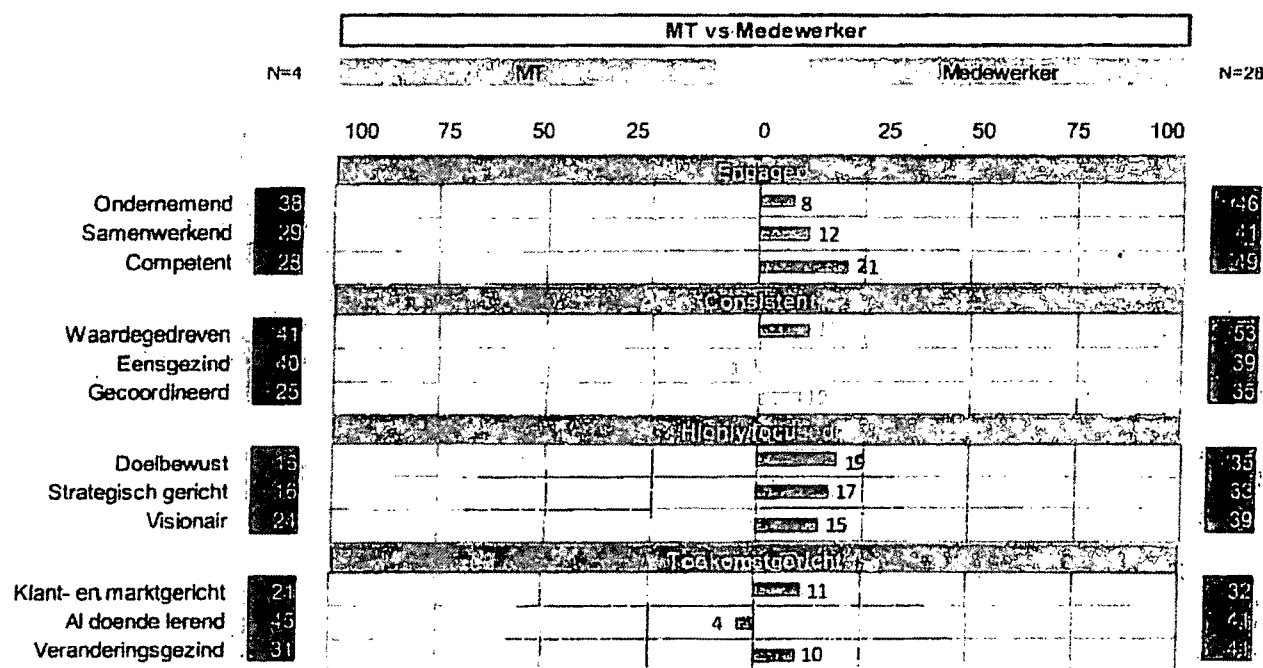 MT vs Medewerker
N=4 MT Medewerker N=28
100 75 50 25 0 25 50 75 100
Engaged
Ondernemend 38 8 46
Samenwerkend 29 12 41
Competent 28 21 49
Consistent
Waardegedreven 41 53
Eensgezind 40 39
Gecoordineerd 25 35
Highly focused
Doelbewust 19 35
Strategisch gericht 16 17 33
Visionair 24 15 39
Toekomstgericht
Klant- en marktgericht 21 11 32
Al doende lerend 45 4 41
Veranderingsgezind 31 10 41